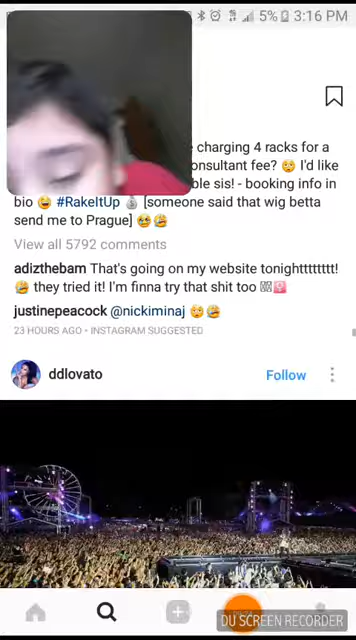 5% 3:16 PM
charging 4 racks for a
onsultant fee? 🙄 I'd like
ble sis! - booking info in
bio 😩 #RakeItUp 💰 [someone said that wig betta
send me to Prague] 😩🤣
View all 5792 comments
adizthebam That's going on my website tonighttttttttt!
🤣 they tried it! I'm finna try that shit too
justinepeacock @nickiminaj 🙄🤣
23 HOURS AGO • INSTAGRAM SUGGESTED
ddlovato Follow
DU SCREEN RECORDER